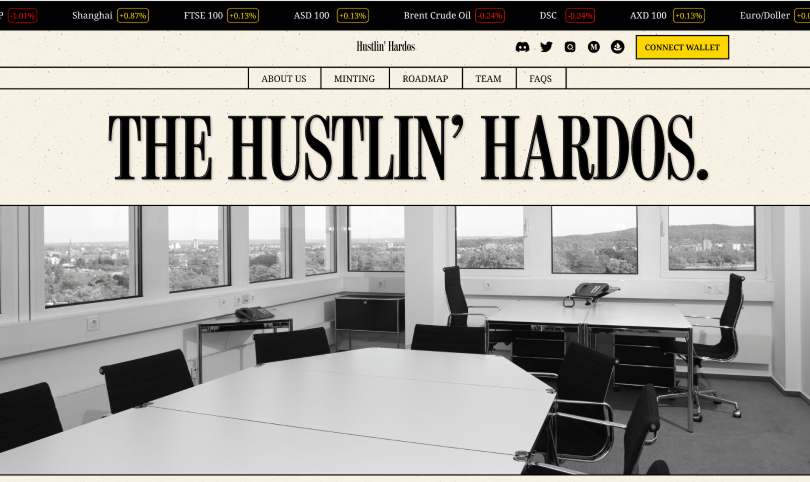 -1.01% Shanghai +0.87% FTSE 100 +0.13% ASD 100 +0.13% Brent Crude Oil -0.24% DSC -0.24% AXD 100 +0.13% Euro/Doller
Hustlin' Hardos CONNECT WALLET
ABOUT US MINTING ROADMAP TEAM FAQS
THE HUSTLIN’ HARDOS.